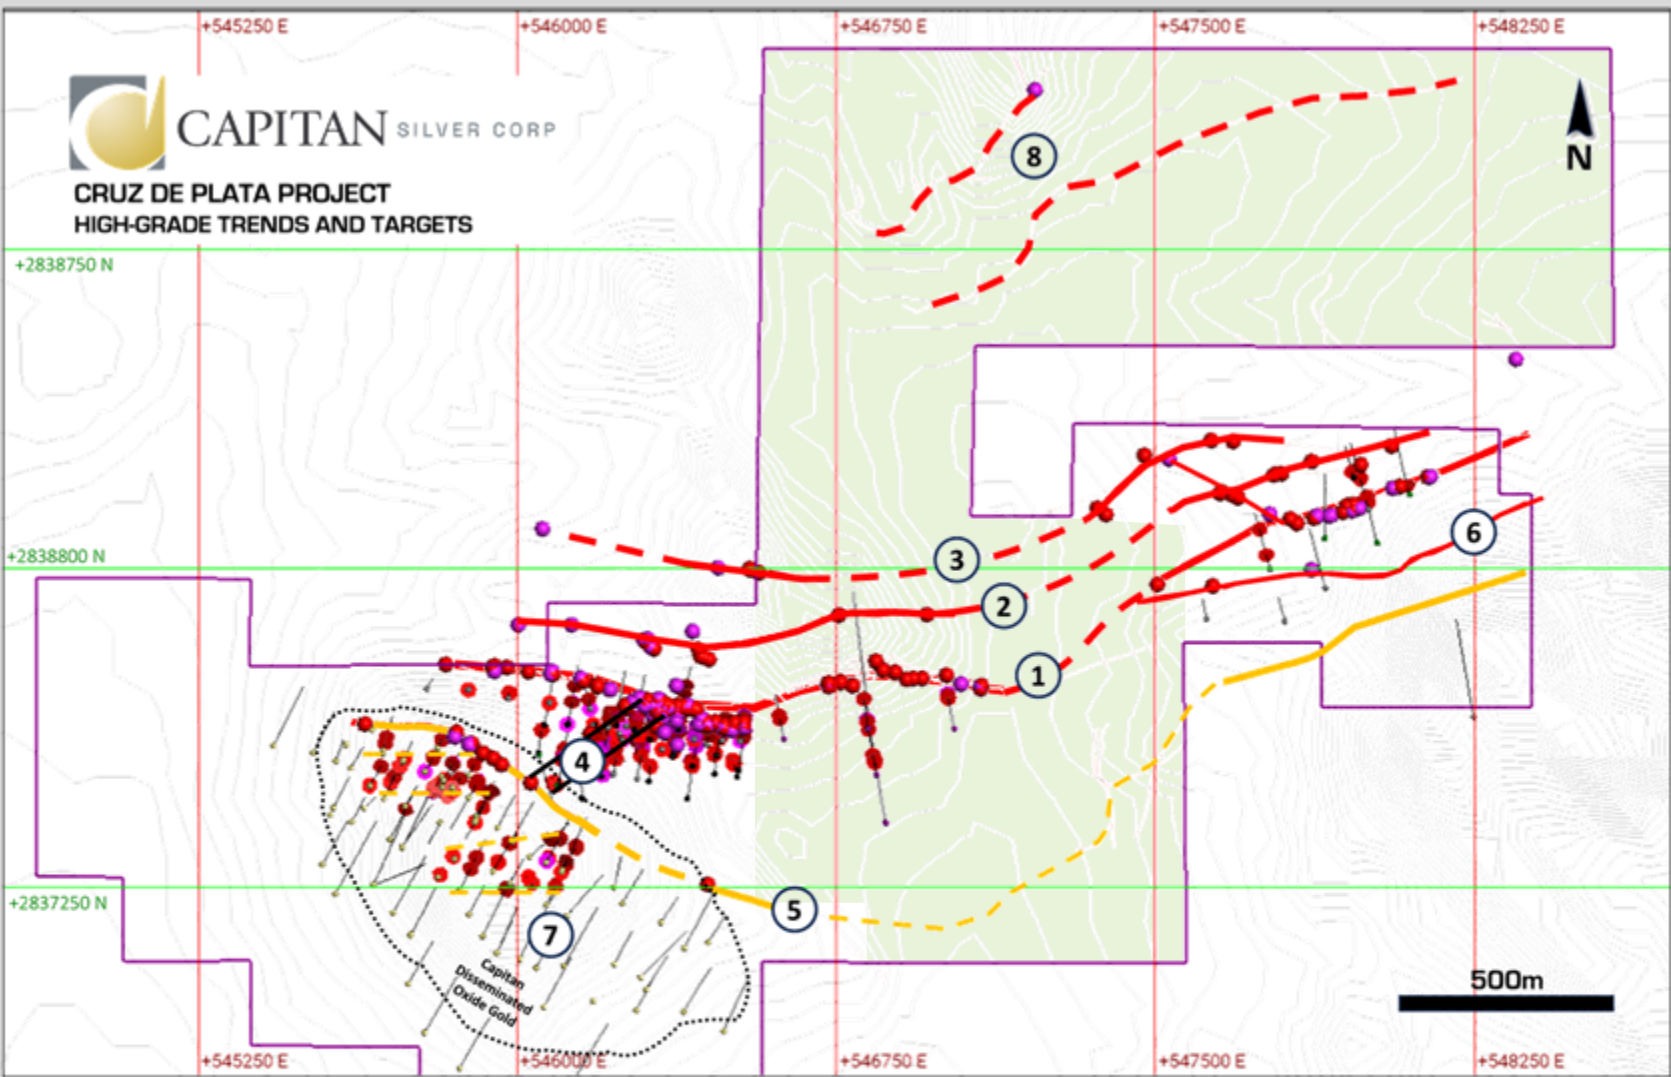 +545250 E
+546000 E
+546750 E
+547500 E
+548250 E
CAPITAN SILVER CORP
CRUZ DE PLATA PROJECT
HIGH-GRADE TRENDS AND TARGETS
8
N
+2838750 N
6
+2838800 N
3
2
1
4
+2837250 N
5
7
Capitan
Disseminated
Oxide Gold
500m
+545250 E
+546000 E
+546750 E
+547500 E
+548250 E